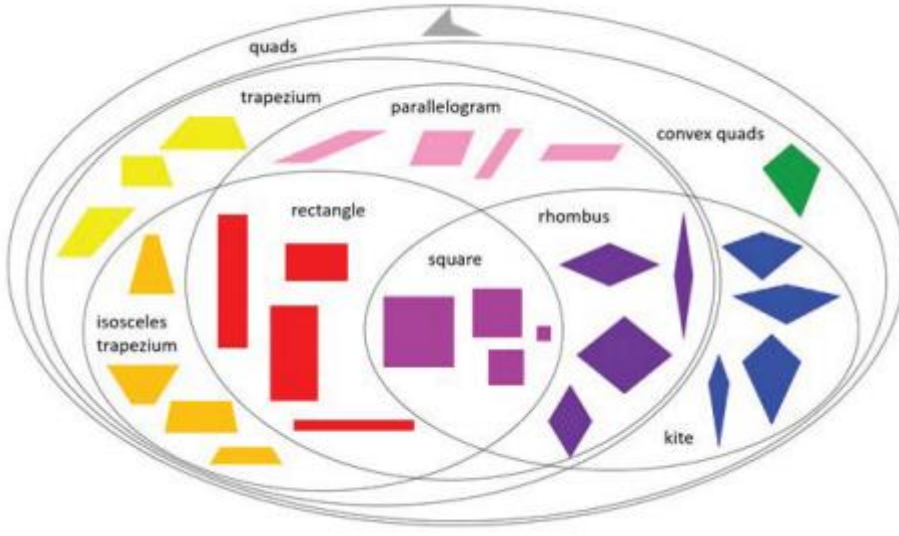 quads
trapezium
parallelogram
convex quads
rectangle
rhombus
square
isosceles
trapezium
kite